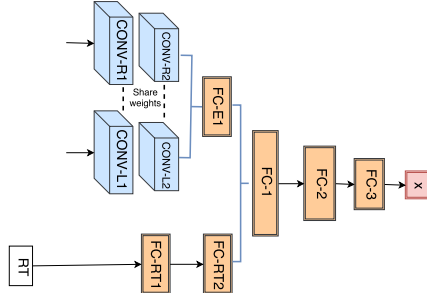 CONV-R1
CONV-R2
Share
weights
CONV-L1
CONV-L2
FC-E1
FC-1
FC-2
FC-3
x
RT
FC-RT1
FC-RT2